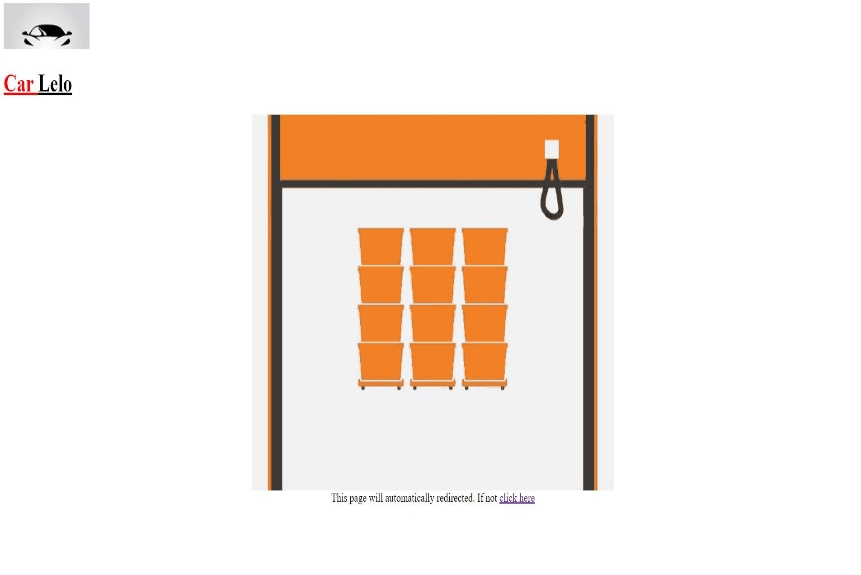 Car Lelo
This page will automatically redirected. If not click here